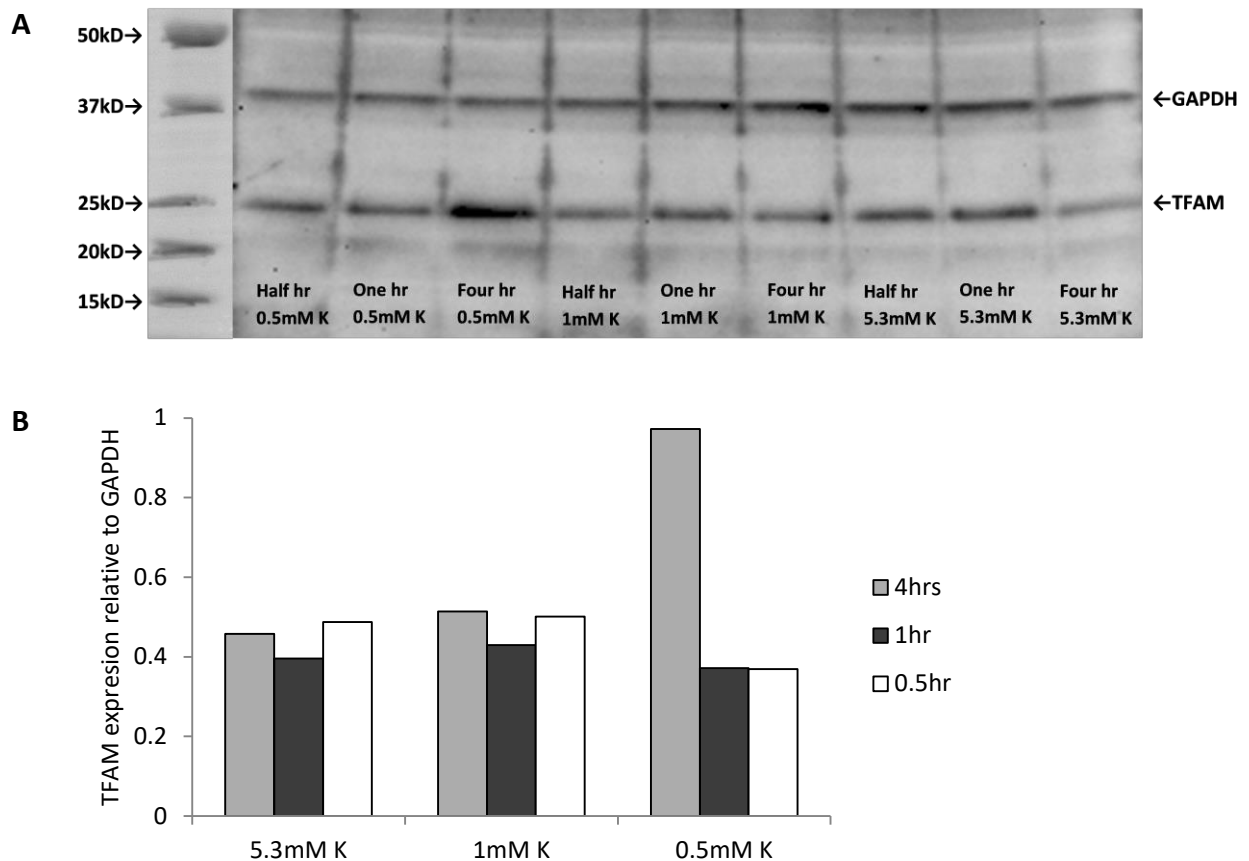 A
50kD→
37kD→
25kD→
20kD→
15kD→
←GAPDH
←TFAM
Half hr One hr Four hr Half hr One hr Four hr Half hr One hr Four hr
0.5mM K 0.5mM K 0.5mM K 1mM K 1mM K 1mM K 5.3mM K 5.3mM K 5.3mM K
B
TFAM expresion relative to GAPDH
1
0.8
0.6
0.4
0.2
0
5.3mM K 1mM K 0.5mM K
4hrs
1hr
0.5hr